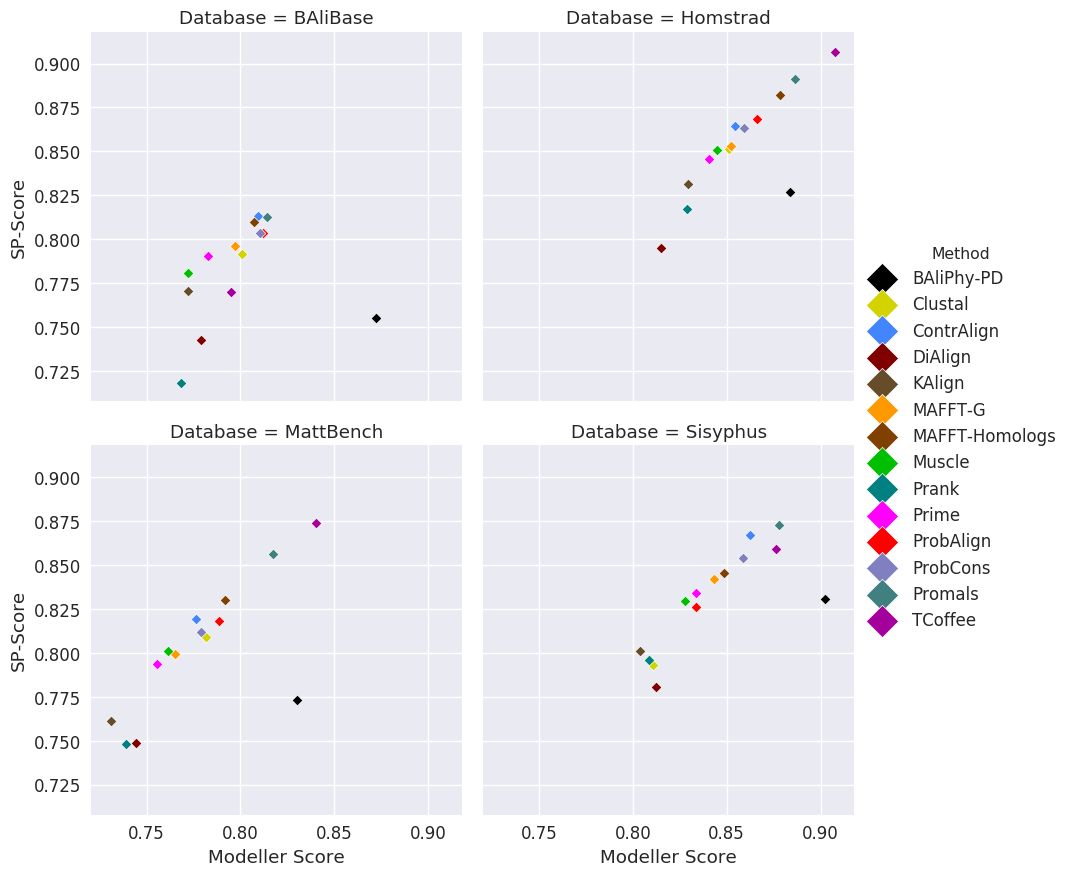 Database = BAliBase
Database = Homstrad
0.900
0.875
0.850
0.825
0.800
0.775
0.750
0.725
SP-Score
Database = MattBench
Database = Sisyphus
0.900
0.875
0.850
0.825
0.800
0.775
0.750
0.725
SP-Score
0.75 0.80 0.85 0.90
Modeller Score
0.75 0.80 0.85 0.90
Modeller Score
Method
BAliPhy-PD
Clustal
ContrAlign
DiAlign
KAlign
MAFFT-G
MAFFT-Homologs
Muscle
Prank
Prime
ProbAlign
ProbCons
Promals
TCoffee